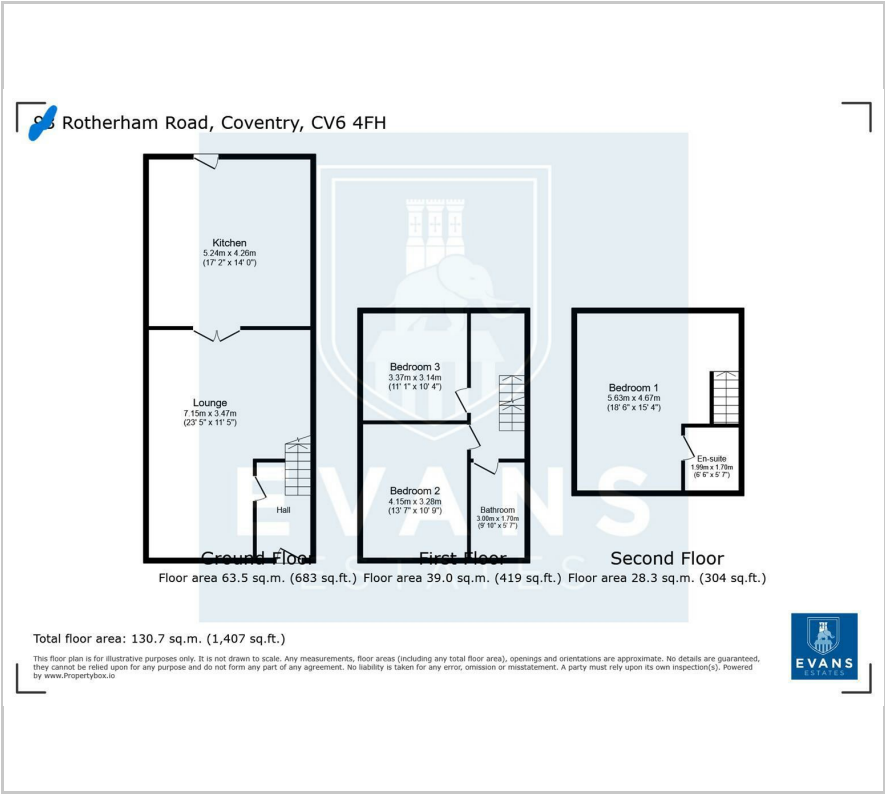 Rotherham Road, Coventry, CV6 4FH
Kitchen
5.24m x 4.26m
(17' 2" x 14' 0")
Lounge
7.15m x 3.47m
(23' 5" x 11' 5")
Hall
Ground Floor
Floor area 63.5 sq.m. (683 sq.ft.)
Bedroom 3
3.37m x 3.14m
(11' 1" x 10' 4")
Bedroom 2
4.15m x 3.28m
(13' 7" x 10' 9")
Bathroom
3.00m x 1.70m
(9' 10" x 5' 7")
First Floor
Floor area 39.0 sq.m. (419 sq.ft.)
Bedroom 1
5.63m x 4.67m
(18' 6" x 15' 4")
En-suite
1.99m x 1.70m
(6' 6" x 5' 7")
Second Floor
Floor area 28.3 sq.m. (304 sq.ft.)
EVANS
ESTATES
Total floor area: 130.7 sq.m. (1,407 sq.ft.)
This floor plan is for illustrative purposes only. It is not drawn to scale. Any measurements, floor areas (including any total floor area), openings and orientations are approximate. No details are guaranteed,
they cannot be relied upon for any purpose and do not form any part of any agreement. No liability is taken for any error, omission or misstatement. A party must rely upon its own inspection(s). Powered
by www.Propertybox.io
EVANS
ESTATES